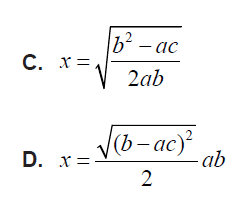 C. x = √((b² – ac)/(2ab))
D. x = √((b – ac)²)/2 ab